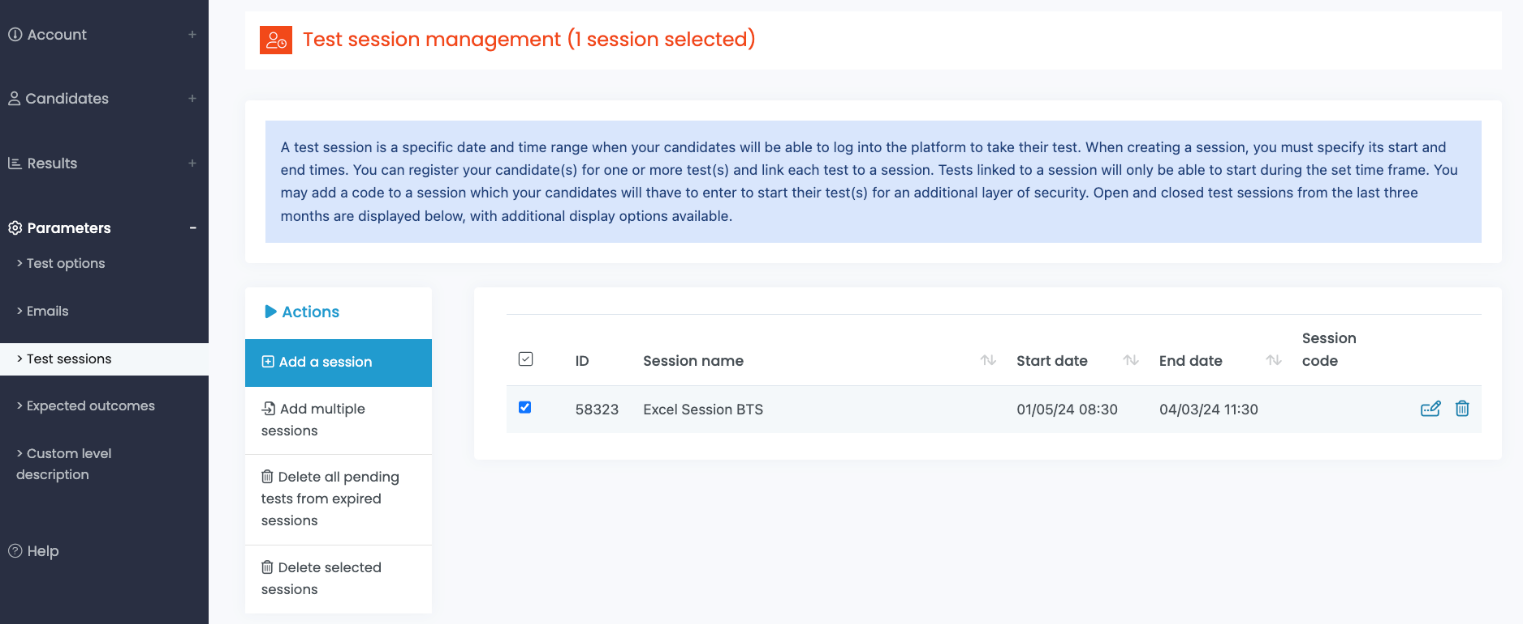 Account
Candidates
Results
Parameters
> Test options
> Emails
> Test sessions
> Expected outcomes
> Custom level
description
Help
Test session management (1 session selected)
A test session is a specific date and time range when your candidates will be able to log into the platform to take their test. When creating a session, you must specify its start and
end times. You can register your candidate(s) for one or more test(s) and link each test to a session. Tests linked to a session will only be able to start during the set time frame. You
may add a code to a session which your candidates will thave to enter to start their test(s) for an additional layer of security. Open and closed test sessions from the last three
months are displayed below, with additional display options available.
Actions
Add a session
Add multiple
sessions
Delete all pending
tests from expired
sessions
Delete selected
sessions
ID Session name Start date End date Session
code
58323 Excel Session BTS 01/05/24 08:30 04/03/24 11:30